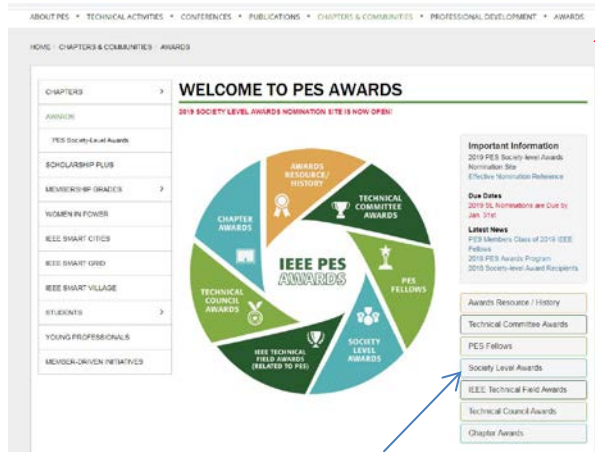 ABOUT PES • TECHNICAL ACTIVITIES • CONFERENCES • PUBLICATIONS • CHAPTERS & COMMUNITIES • PROFESSIONAL DEVELOPMENT • AWARDS
HOME CHAPTERS & COMMUNITIES AWARDS
CHAPTERS >
AWARDS
PES Society-Level Awards
SCHOLARSHIP PLUS
MEMBERSHIP GRADES >
WOMEN IN POWER
IEEE SMART CITIES
IEEE SMART GRID
IEEE SMART VILLAGE
STUDENTS >
YOUNG PROFESSIONALS
MEMBER-DRIVEN INITIATIVES
WELCOME TO PES AWARDS
2019 SOCIETY LEVEL AWARDS NOMINATION SITE IS NOW OPEN!
AWARDS
RESOURCE/
HISTORY
TECHNICAL
COMMITTEE
AWARDS
PES
FELLOWS
SOCIETY
LEVEL
AWARDS
IEEE TECHNICAL
FIELD AWARDS
(RELATED TO PES)
TECHNICAL
COUNCIL
AWARDS
CHAPTER
AWARDS
IEEE PES
AWARDS
Important Information
2019 PES Society-level Awards
Nomination Site
Effective Nomination Reference
Due Dates
2019 SL Nominations are Due by
Jan. 31st
Latest News
PES Members Class of 2019 IEEE
Fellows
2018 PES Awards Program
2018 Society-level Award Recipients
Awards Resource / History
Technical Committee Awards
PES Fellows
Society Level Awards
IEEE Technical Field Awards
Technical Council Awards
Chapter Awards